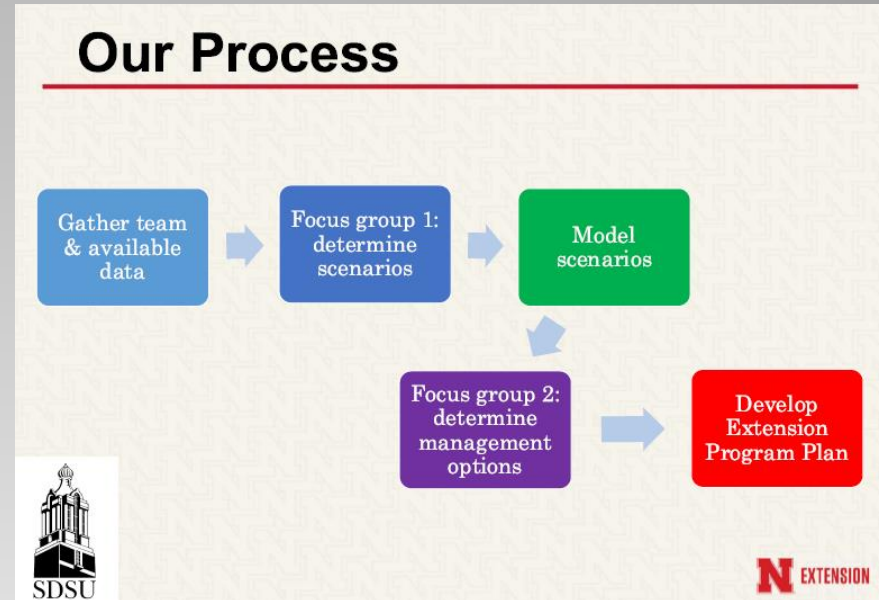 Our Process
Gather team
& available
data
Focus group 1:
determine
scenarios
Model
scenarios
Focus group 2:
determine
management
options
Develop
Extension
Program Plan
SDSU
N EXTENSION